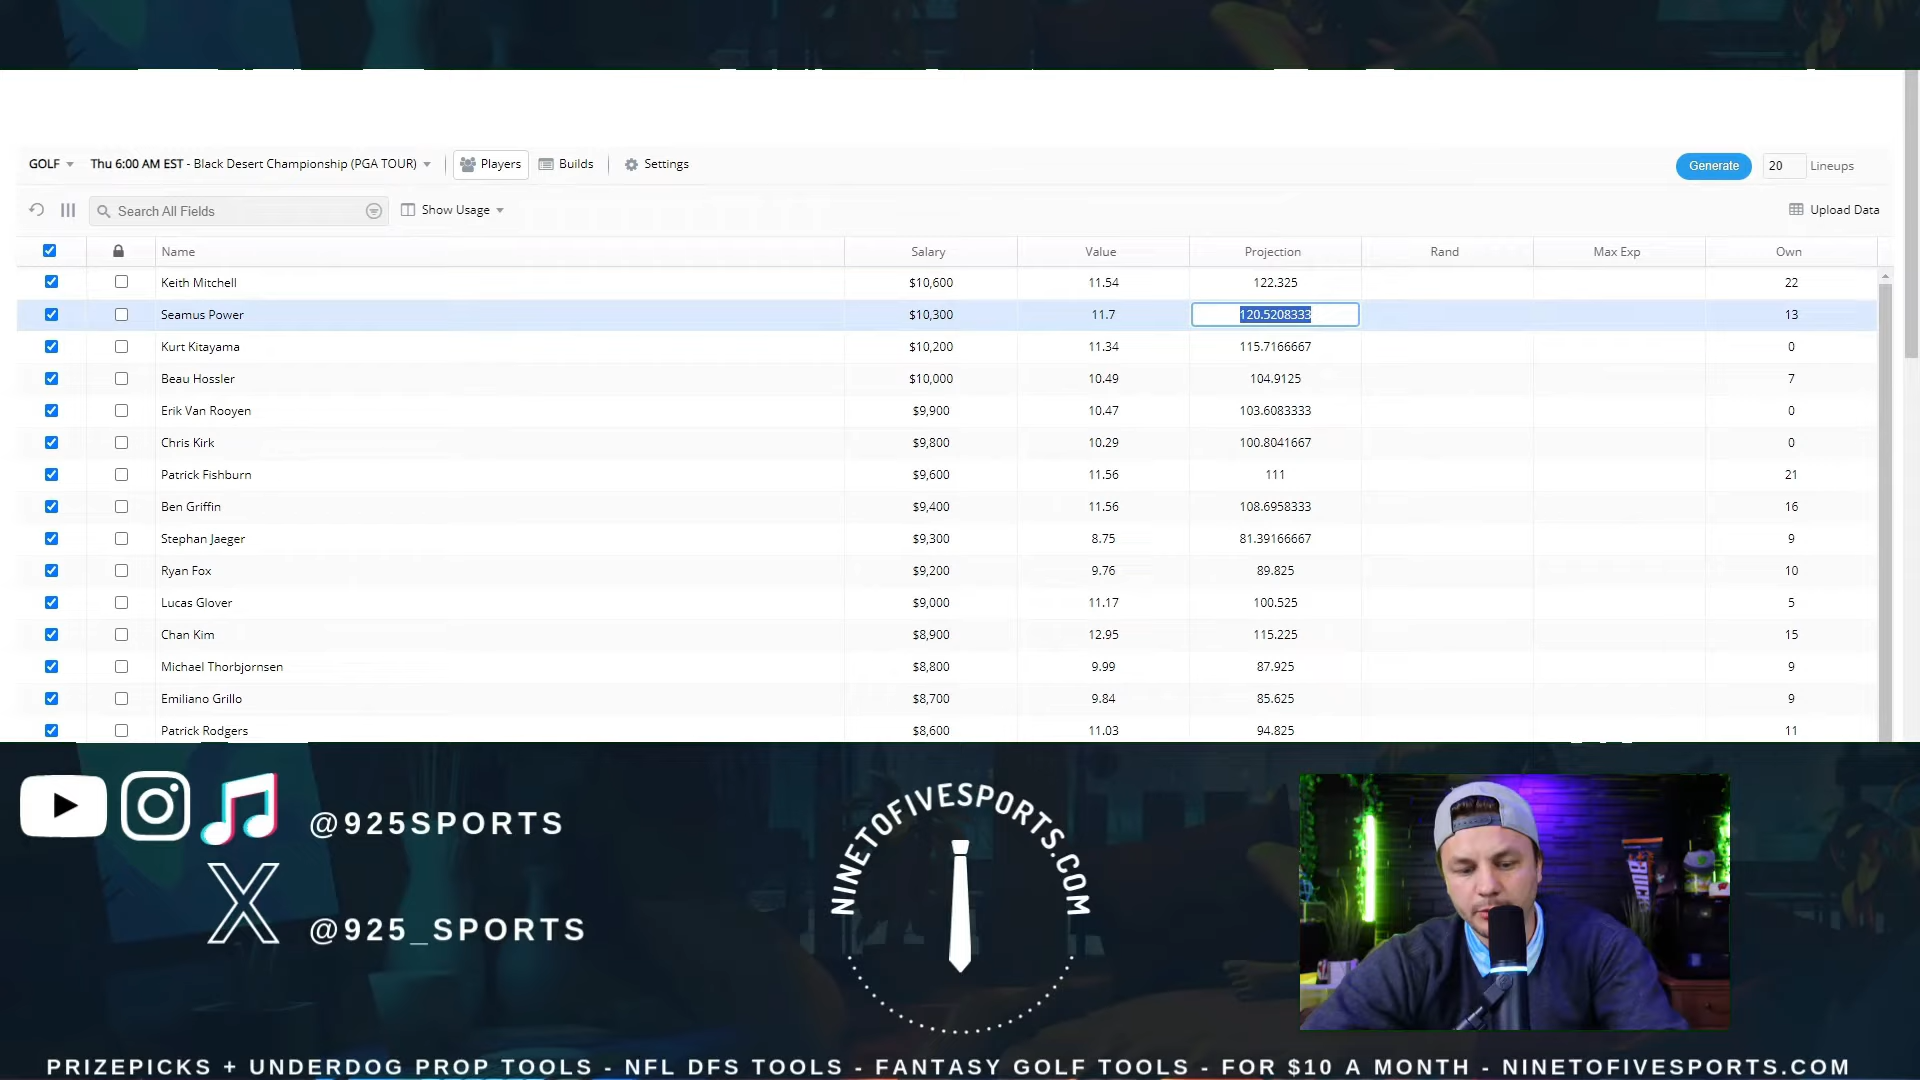 GOLF Thu 6:00 AM EST - Black Desert Championship (PGA TOUR) Players Builds Settings Generate 20 Lineups
Search All Fields Show Usage Upload Data
Name Salary Value Projection Rand Max Exp Own
Keith Mitchell $10,600 11.54 122.325 22
Seamus Power $10,300 11.7 120.5208333 13
Kurt Kitayama $10,200 11.34 115.7166667 0
Beau Hossler $10,000 10.49 104.9125 7
Erik Van Rooyen $9,900 10.47 103.6083333 0
Chris Kirk $9,800 10.29 100.8041667 0
Patrick Fishburn $9,600 11.56 111 21
Ben Griffin $9,400 11.56 108.6958333 16
Stephan Jaeger $9,300 8.75 81.39166667 9
Ryan Fox $9,200 9.76 89.825 10
Lucas Glover $9,000 11.17 100.525 5
Chan Kim $8,900 12.95 115.225 15
Michael Thorbjornsen $8,800 9.99 87.925 9
Emiliano Grillo $8,700 9.84 85.625 9
Patrick Rodgers $8,600 11.03 94.825 11
@925SPORTS
@925_SPORTS
NINETOFIVESPORTS.COM
BUCKS
PRIZEPICKS + UNDERDOG PROP TOOLS - NFL DFS TOOLS - FANTASY GOLF TOOLS - FOR $10 A MONTH - NINETOFIVESPORTS.COM